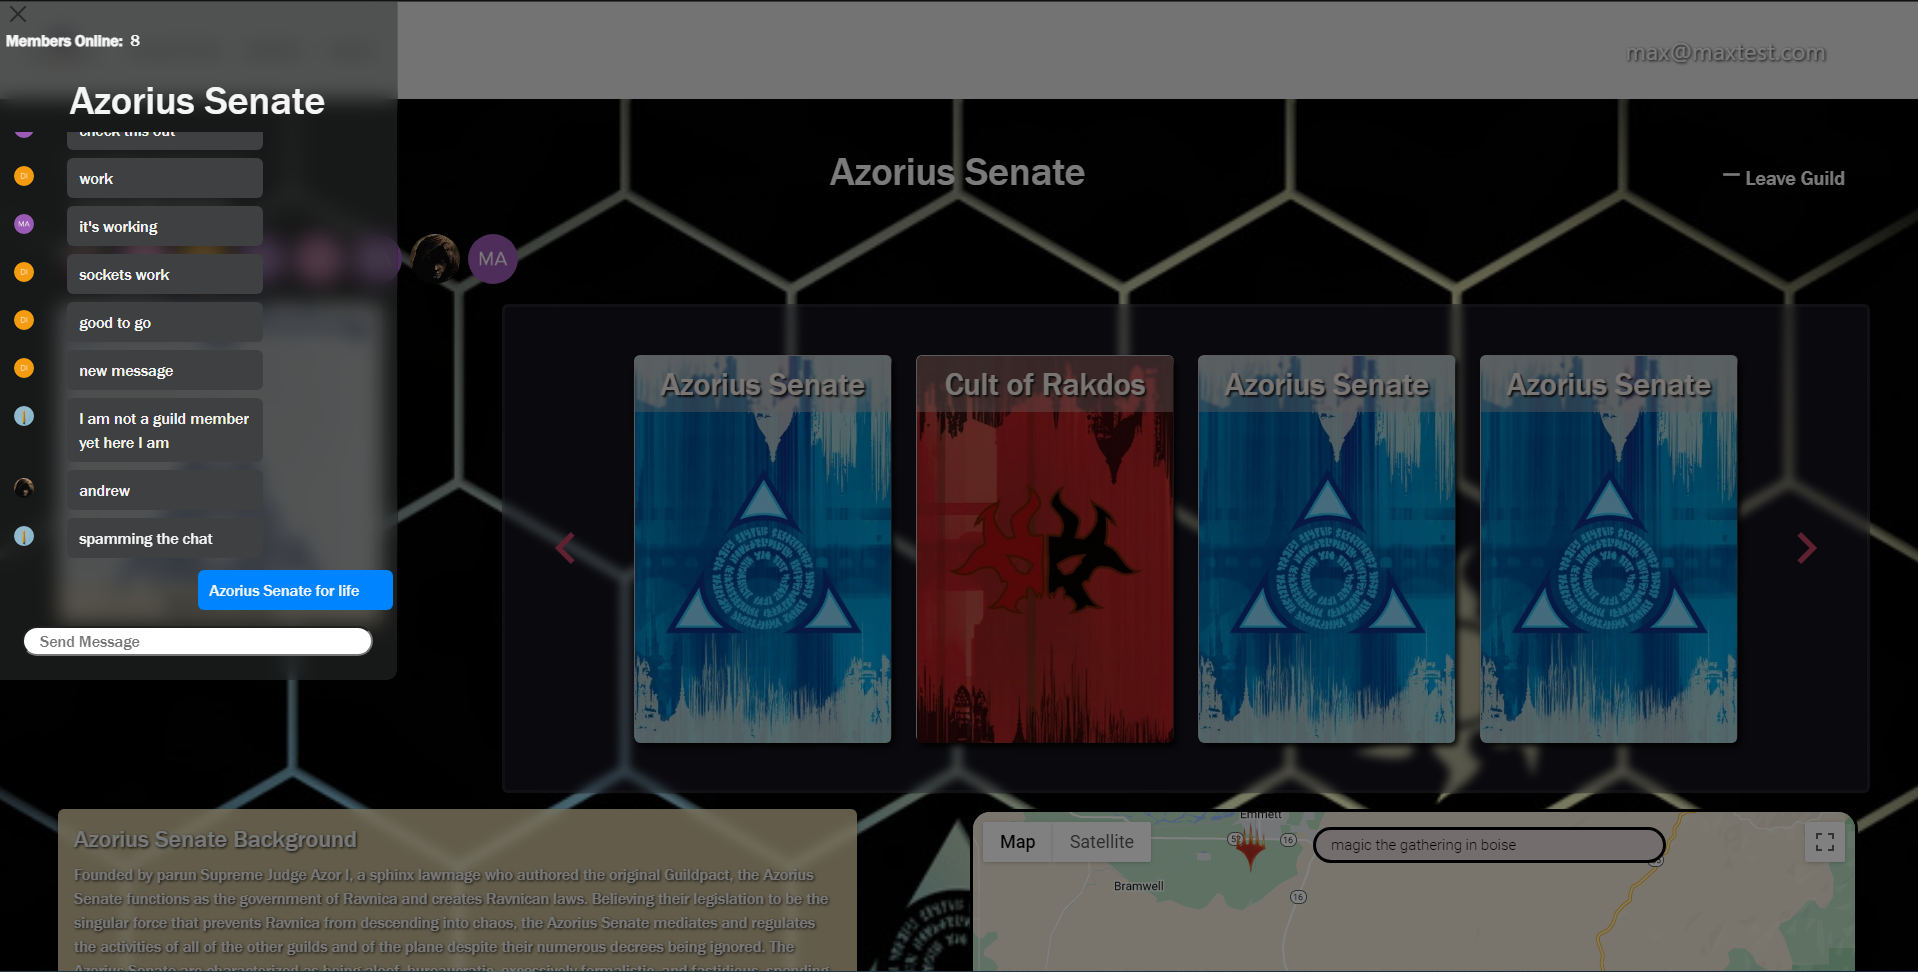 Members Online: 8
max@maxtest.com
Azorius Senate
check this out
DI
work
MA
it's working
DI
sockets work
DI
good to go
DI
new message
I am not a guild member
yet here I am
andrew
spamming the chat
Azorius Senate for life
Send Message
Azorius Senate
Leave Guild
MA
Azorius Senate
Cult of Rakdos
Azorius Senate
Azorius Senate
Azorius Senate Background
Founded by parun Supreme Judge Azor I, a sphinx lawmage who authored the original Guildpact, the Azorius
Senate functions as the government of Ravnica and creates Ravnican laws. Believing their legislation to be the
singular force that prevents Ravnica from descending into chaos, the Azorius Senate mediates and regulates
the activities of all of the other guilds and of the plane despite their numerous decrees being ignored. The
Azorius Senate are characterized as being aloof, bureaucratic, excessively formalistic, and fastidious, spending
Map
Satellite
Emmett
16
magic the gathering in boise
Bramwell
16